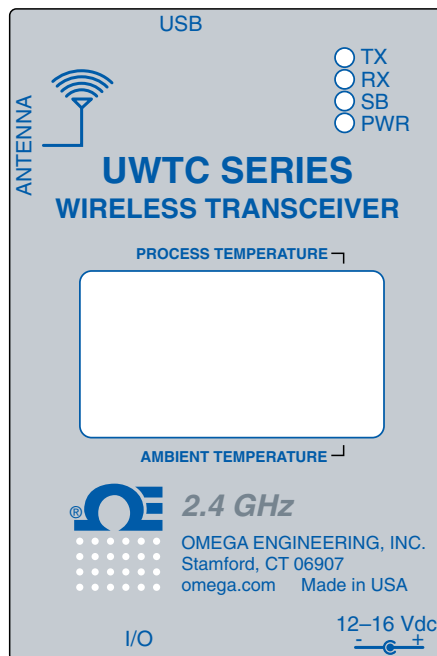 USB
TX
RX
SB
PWR
ANTENNA
UWTC SERIES
WIRELESS TRANSCEIVER
PROCESS TEMPERATURE
AMBIENT TEMPERATURE
®
2.4 GHz
OMEGA ENGINEERING, INC.
Stamford, CT 06907
omega.com Made in USA
I/O
12–16 Vdc
- +